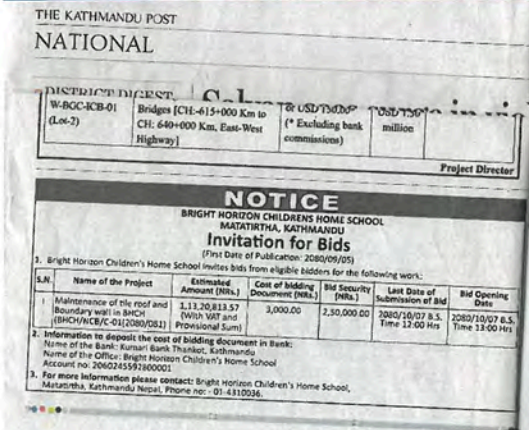 THE KATHMANDU POST
NATIONAL
DISTRICT DIGEST
W-BGC-ICB-01
(Lot-2)
Bridges [CH:-615+000 Km to
CH: 640+000 Km, East-West
Highway]
(* Excluding bank
commissions)
million
Project Director
NOTICE
BRIGHT HORIZON CHILDRENS HOME SCHOOL
MATATIRTHA, KATHMANDU
Invitation for Bids
(First Date of Publication: 2080/09/05)
1. Bright Horizon Children's Home School invites bids from eligible bidders for the following work:
S.N. Name of the Project Estimated Amount (NRs.) Cost of bidding Document (NRs.) Bid Security (NRs.) Last Date of Submission of Bid Bid Opening Date
1 Maintenance of tile roof and Boundary wall in BHCH (BHCH/NCB/C-01(2080/081) 1,13,20,813.57 (With VAT and Provisional Sum) 3,000.00 2,50,000.00 2080/10/07 B.S. Time 12:00 Hrs 2080/10/07 B.S. Time 13:00 Hrs
2. Information to deposit the cost of bidding document in Bank:
Name of the Bank: Kumari Bank Thankot, Kathmandu
Name of the Office: Bright Horizon Children's Home School
Account no: 2060245592800001
3. For more information please contact: Bright Horizon Children's Home School,
Matatirtha, Kathmandu Nepal, Phone no: - 01-4310036.